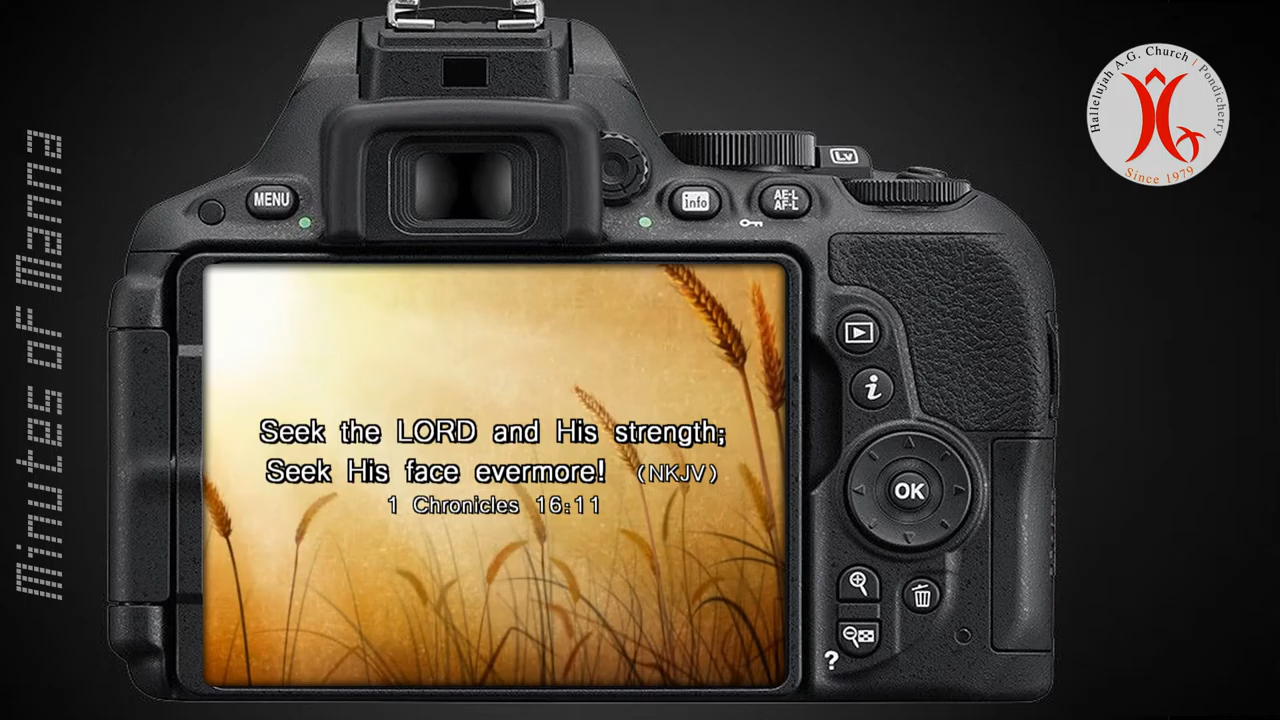 Minutes of Manna
Hallelujah A.G. Church | Pondicherry
Since 1979
Lv
MENU
info
AE-L
AF-L
Seek the LORD and His strength;
Seek His face evermore! (NKJV)
1 Chronicles 16:11
i
OK
?